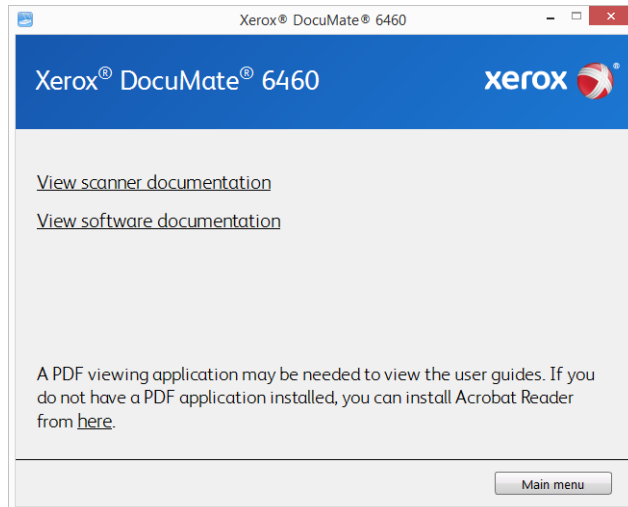 Xerox® DocuMate® 6460
Xerox® DocuMate® 6460
xerox®
View scanner documentation
View software documentation
A PDF viewing application may be needed to view the user guides. If you
do not have a PDF application installed, you can install Acrobat Reader
from here.
Main menu